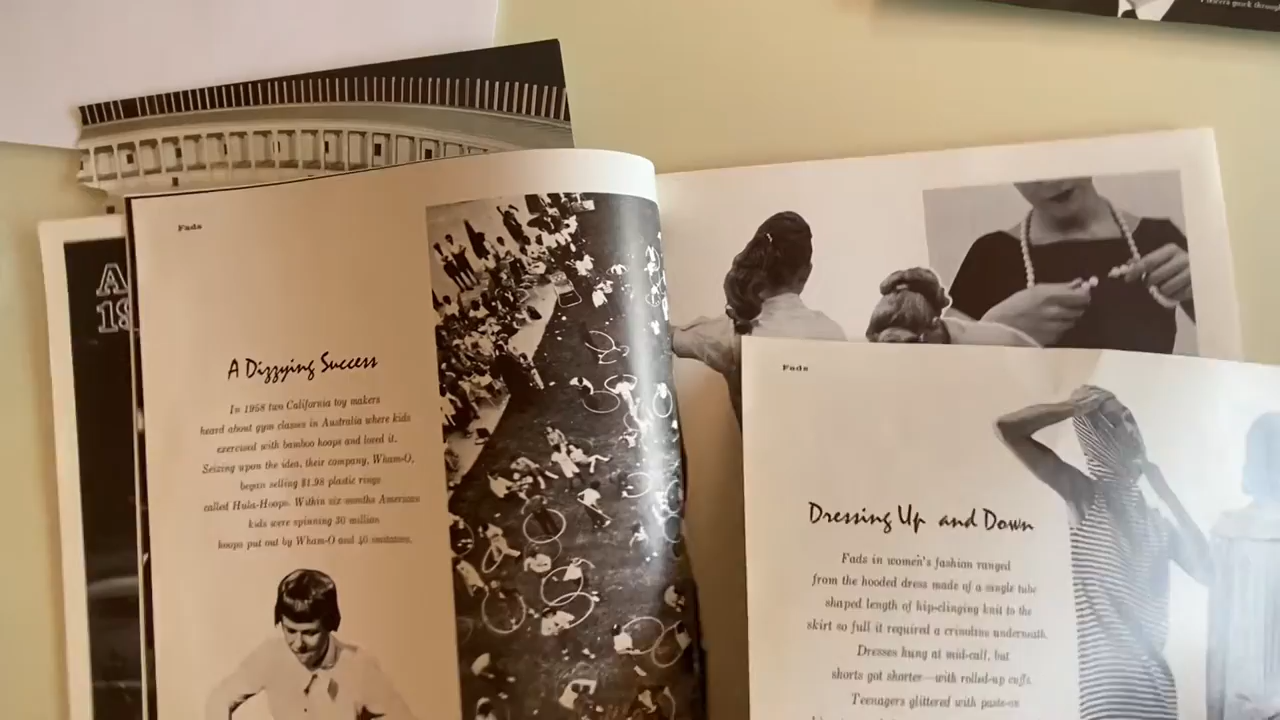 Fads
A Dizzying Success
In 1958 two California toy makers
heard about gym classes in Australia where kids
exercised with bamboo hoops and loved it.
Seizing upon the idea, their company, Wham-O,
began selling $1.98 plastic rings
called Hula-Hoops. Within six months American
kids were spinning 30 million
hoops put out by Wham-O and 40 imitators.
Fads
Dressing Up and Down
Fads in women's fashion ranged
from the hooded dress made of a single tube
shaped length of hip-clinging knit to the
skirt so full it required a crinoline underneath.
Dresses hung at mid-calf, but
shorts got shorter—with rolled-up cuffs.
Teenagers glittered with paste-on